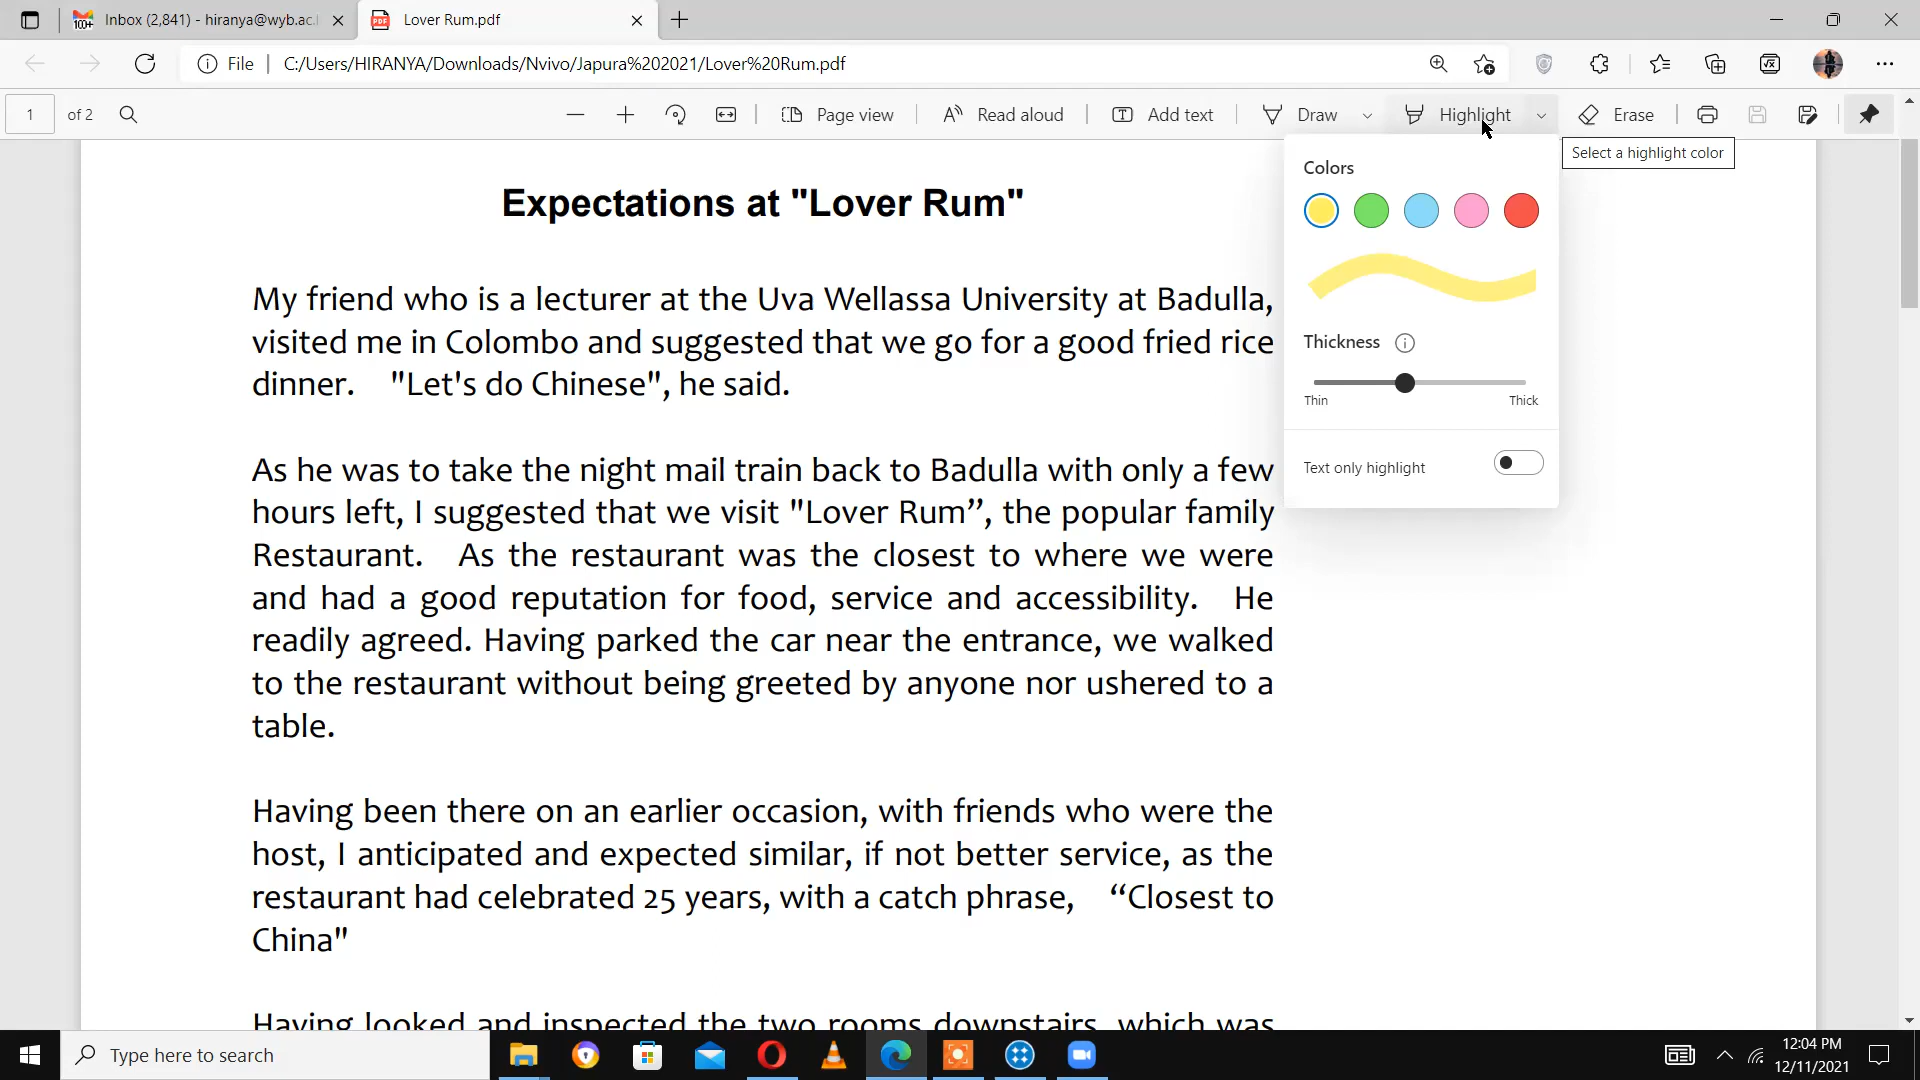 Inbox (2,841) - hiranya@wyb.ac.l
Lover Rum.pdf
File
C:/Users/HIRANYA/Downloads/Nvivo/Japura%202021/Lover%20Rum.pdf
1 of 2
Page view
Read aloud
Add text
Draw
Highlight
Erase
Select a highlight color
Colors
Thickness
Thin
Thick
Text only highlight
Expectations at "Lover Rum"
My friend who is a lecturer at the Uva Wellassa University at Badulla,
visited me in Colombo and suggested that we go for a good fried rice
dinner. "Let's do Chinese", he said.
As he was to take the night mail train back to Badulla with only a few
hours left, I suggested that we visit "Lover Rum”, the popular family
Restaurant. As the restaurant was the closest to where we were
and had a good reputation for food, service and accessibility. He
readily agreed. Having parked the car near the entrance, we walked
to the restaurant without being greeted by anyone nor ushered to a
table.
Having been there on an earlier occasion, with friends who were the
host, I anticipated and expected similar, if not better service, as the
restaurant had celebrated 25 years, with a catch phrase, “Closest to
China"
Having looked and inspected the two rooms downstairs, which was
Type here to search
12:04 PM
12/11/2021